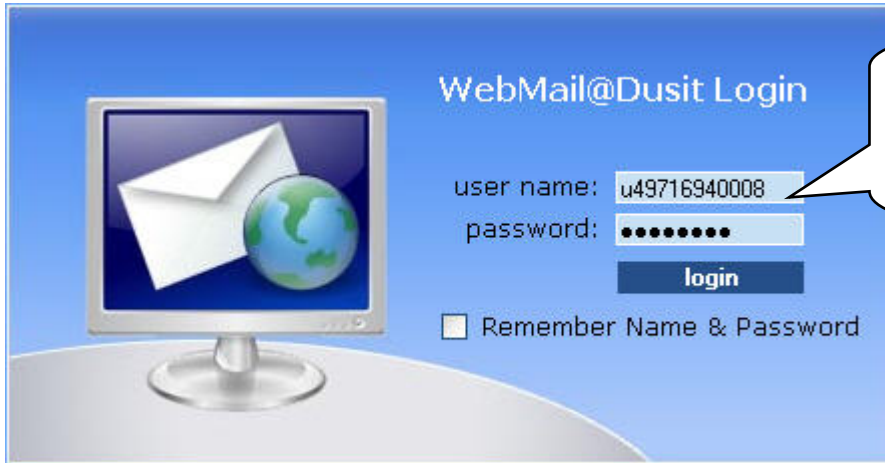 WebMail@Dusit Login
user name: u49716940008
password: ●●●●●●●●
login
Remember Name & Password